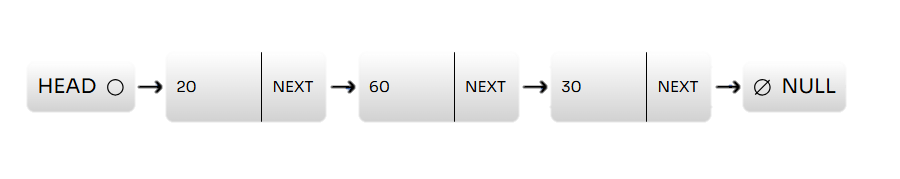 HEAD ○ → 20 NEXT → 60 NEXT → 30 NEXT → ∅ NULL